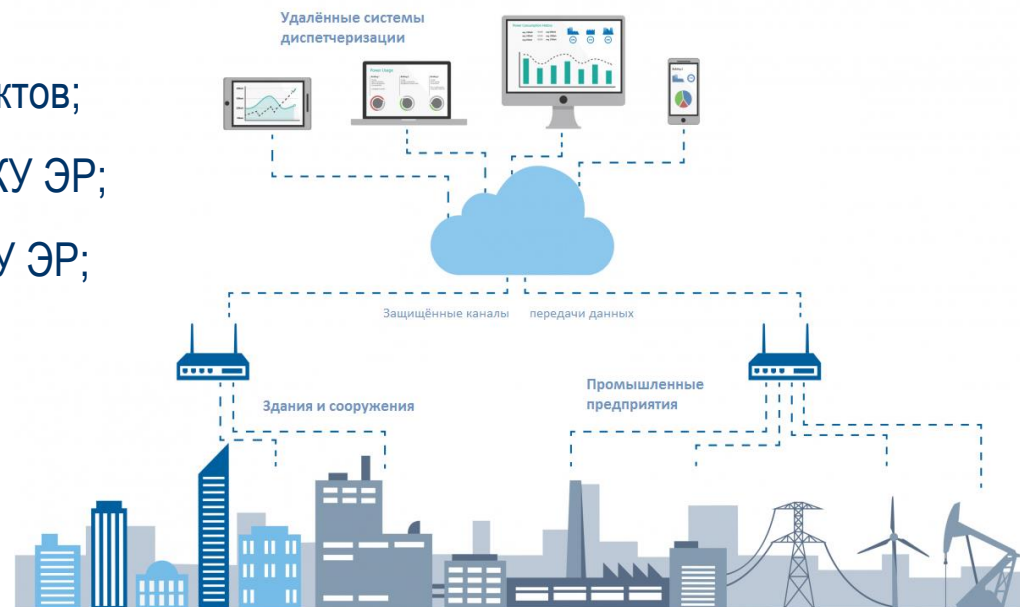 Удалённые системы
диспетчеризации
ктов;
КУ ЭР;
У ЭР;
Защищённые каналы передачи данных
Здания и сооружения
Промышленные
предприятия